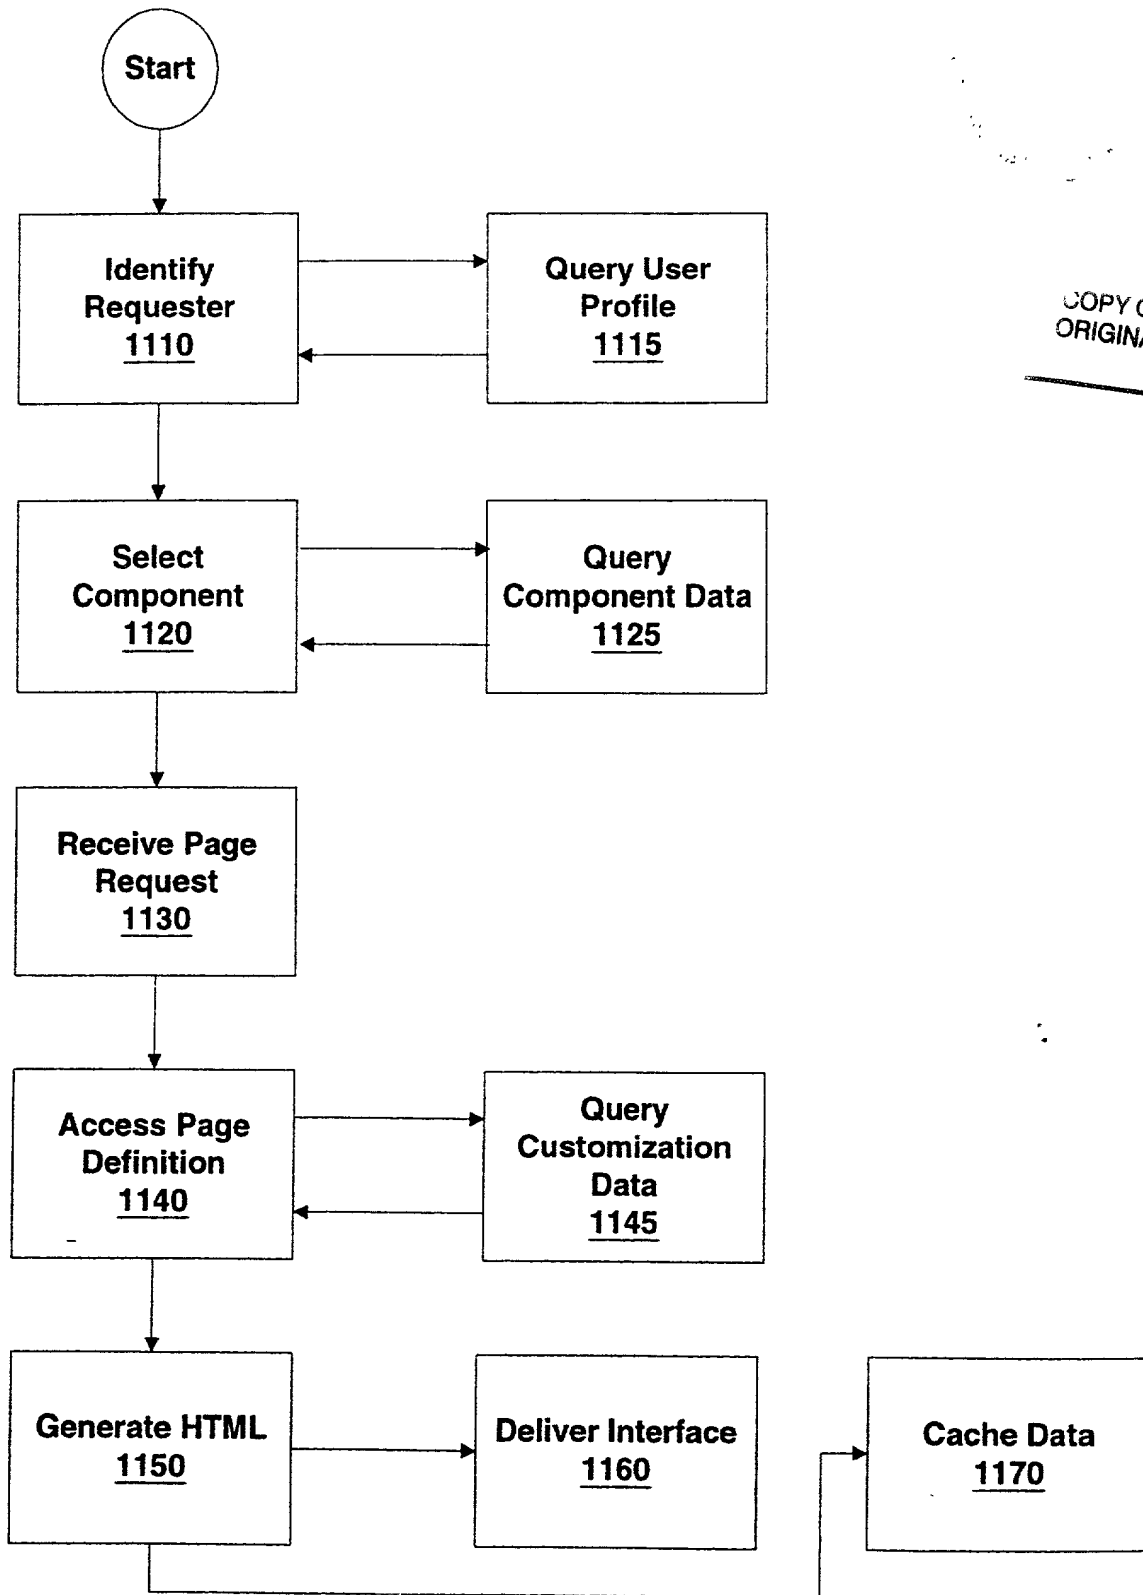 Start
Identify
Requester
1110
Query User
Profile
1115
COPY
Select
Component
1120
Query
Component Data
1125
Receive Page
Request
1130
Access Page
Definition
1140
Query
Customization
Data
1145
Generate HTML
1150
Deliver Interface
1160
Cache Data
1170